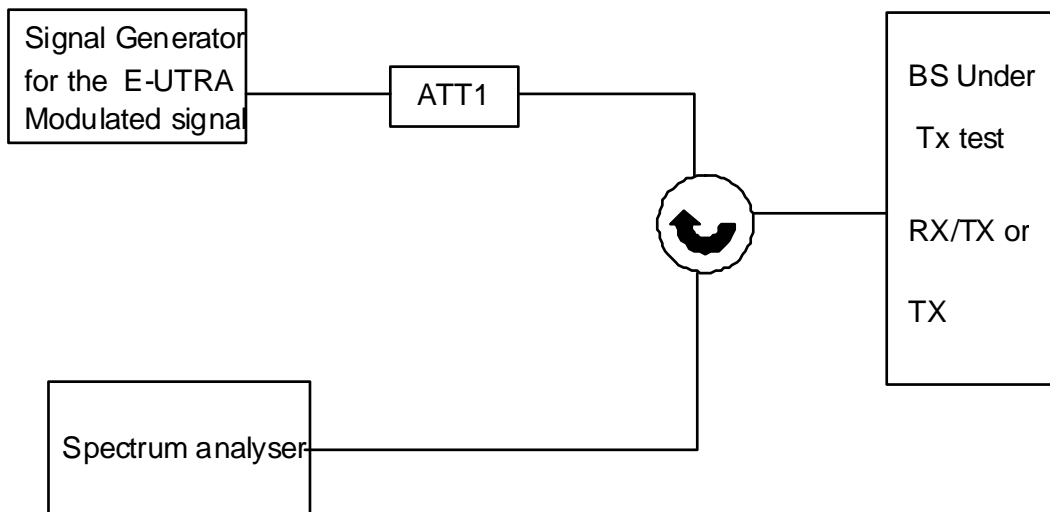 Signal Generator
for the E-UTRA
Modulated signal
ATT1
BS Under
Tx test
RX/TX or
TX
Spectrum analyser